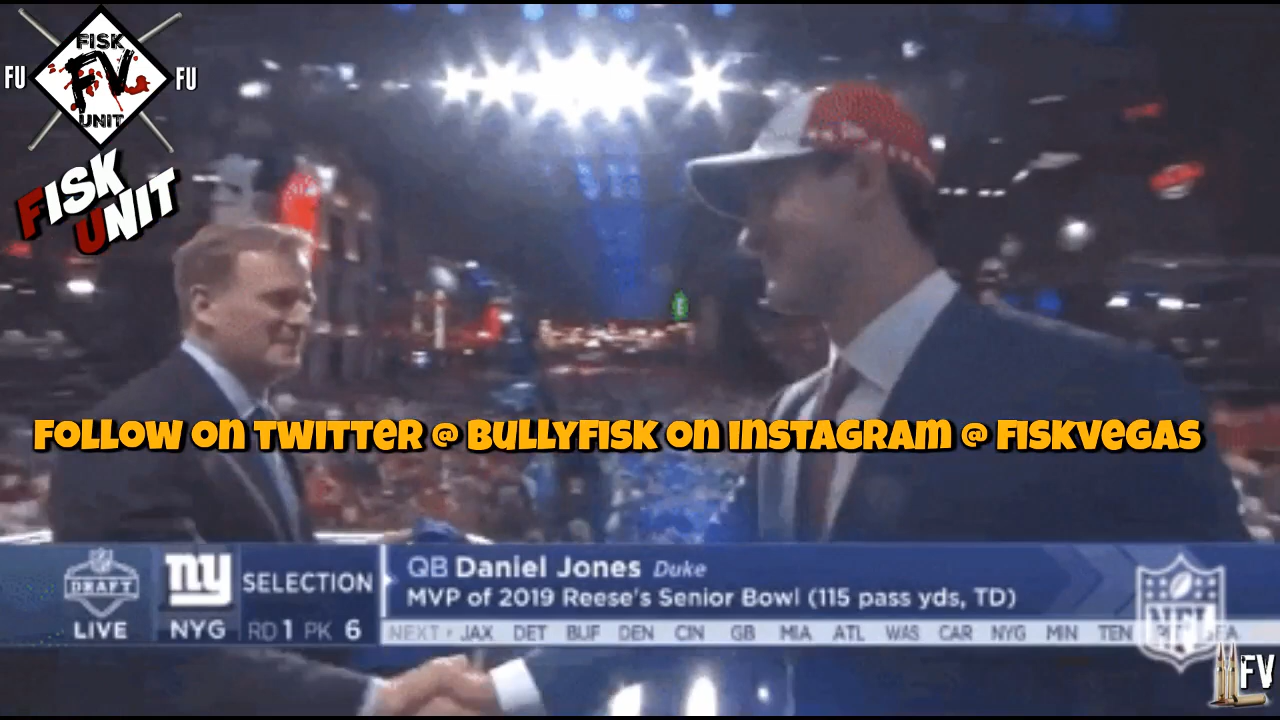 FISK
FV
UNIT
FU
FU
FISK
UNIT
FOLLOW ON TWITTER @ BULLYFISK ON INSTAGRAM @ FISKVEGAS
QB Daniel Jones Duke
MVP of 2019 Reese's Senior Bowl (115 pass yds, TD)
DRAFT
LIVE
ny
NYG
SELECTION
RD 1 PK 6
NEXT JAX DET BUF DEN CIN GB MIA ATL WAS CAR NYG MIN TEN
NFL
FV